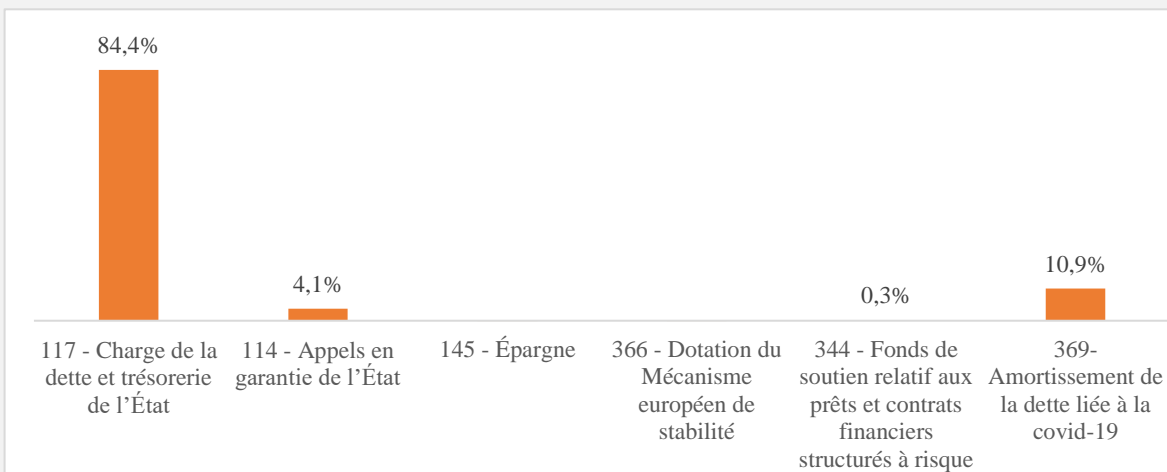 84,4%
4,1%
0,3%
10,9%
117 - Charge de la
dette et trésorerie
de l’État
114 - Appels en
garantie de l’État
145 - Épargne
366 - Dotation du
Mécanisme
européen de
stabilité
344 - Fonds de
soutien relatif aux
prêts et contrats
financiers
structurés à risque
369-
Amortissement de
la dette liée à la
covid-19